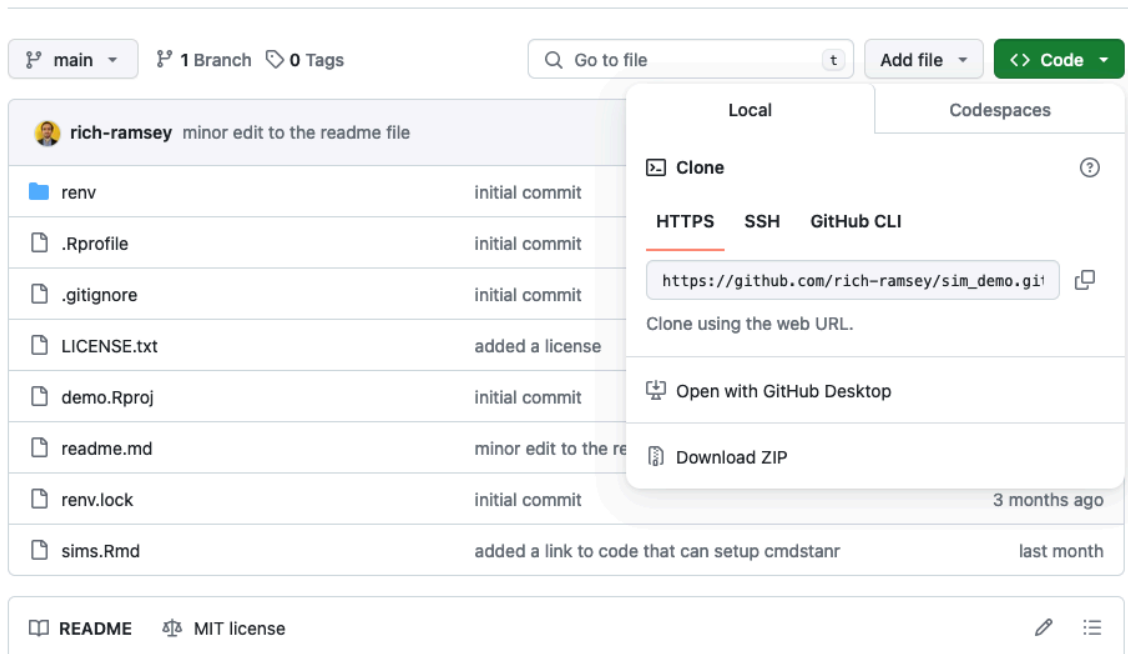 main 1 Branch 0 Tags Go to file t Add file <> Code
Local Codespaces
rich-ramsey minor edit to the readme file
Clone
renv initial commit
HTTPS SSH GitHub CLI
.Rprofile initial commit
https://github.com/rich-ramsey/sim_demo.git
.gitignore initial commit
Clone using the web URL.
LICENSE.txt added a license
Open with GitHub Desktop
demo.Rproj initial commit
readme.md minor edit to the re
Download ZIP
renv.lock initial commit 3 months ago
sims.Rmd added a link to code that can setup cmdstanr last month
README MIT license